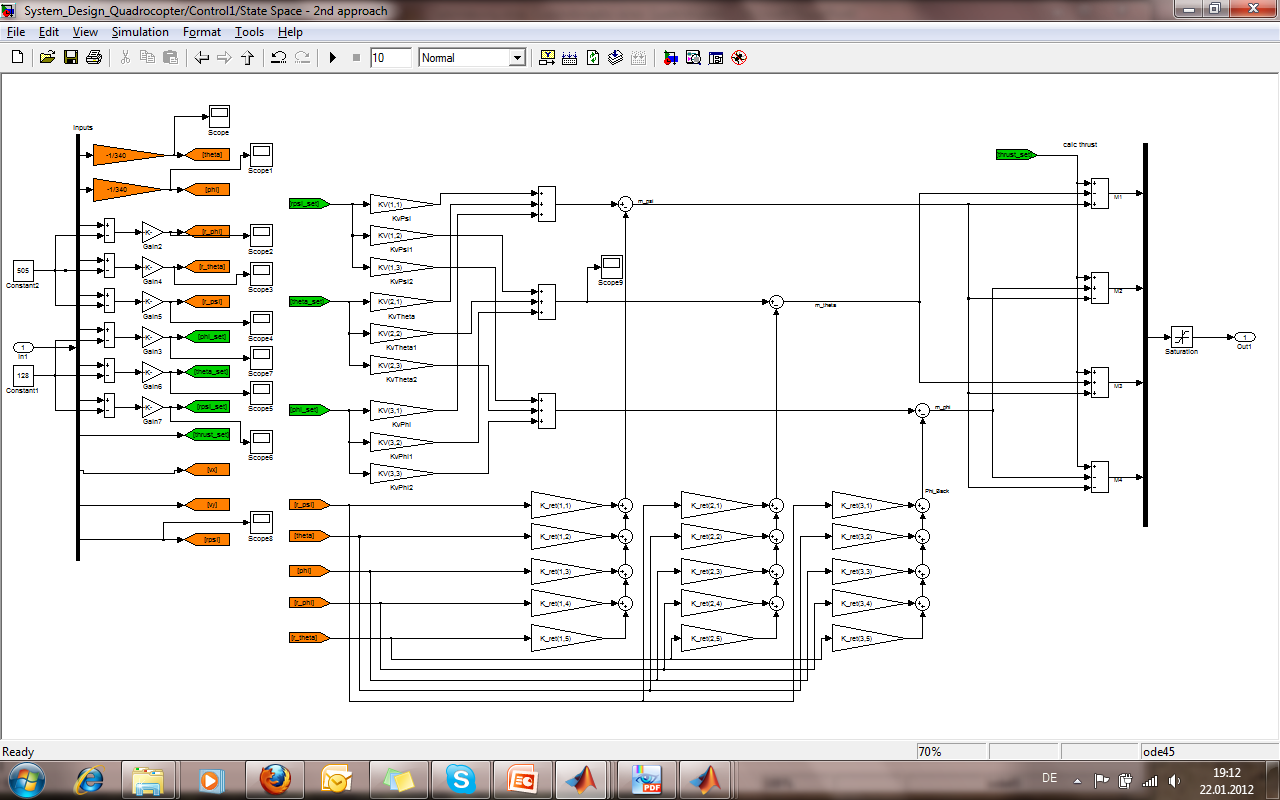 System_Design_Quadrocopter/Control1/State Space - 2nd approach
File Edit View Simulation Format Tools Help
10 Normal
Inputs
-1/340
[theta]
Scope
-1/340
[phi]
Scope1
[r_phi]
-K-
Gain2
Scope2
505
Constant2
-K-
Gain4
[r_theta]
Scope3
-K-
Gain5
[r_psi]
Scope4
1
In1
-K-
Gain3
[phi_set]
Scope7
128
Constant1
-K-
Gain6
[theta_set]
Scope5
-K-
Gain7
[rpsi_set]
Scope6
[thrust_set]
[vx]
[vy]
[rpsi]
Scope8
[rpsi_set]
KV(1,1)
KvPsi
KV(1,2)
KvPsi1
KV(1,3)
KvPsi2
[theta_set]
KV(2,1)
KvTheta
KV(2,2)
KvTheta1
KV(2,3)
KvTheta2
[phi_set]
KV(3,1)
KvPhi
KV(3,2)
KvPhi1
KV(3,3)
KvPhi2
Scope9
m_psi
m_theta
m_phi
Phi_Back
[r_psi]
K_ret(1,1)
K_ret(2,1)
K_ret(3,1)
[theta]
K_ret(1,2)
K_ret(2,2)
K_ret(3,2)
[phi]
K_ret(1,3)
K_ret(2,3)
K_ret(3,3)
[r_phi]
K_ret(1,4)
K_ret(2,4)
K_ret(3,4)
[r_theta]
K_ret(1,5)
K_ret(2,5)
K_ret(3,5)
[thrust_set]
calc thrust
M1
M2
M3
M4
Saturation
1
Out1
Ready
70%
ode45
PDF
DE
19:12
22.01.2012